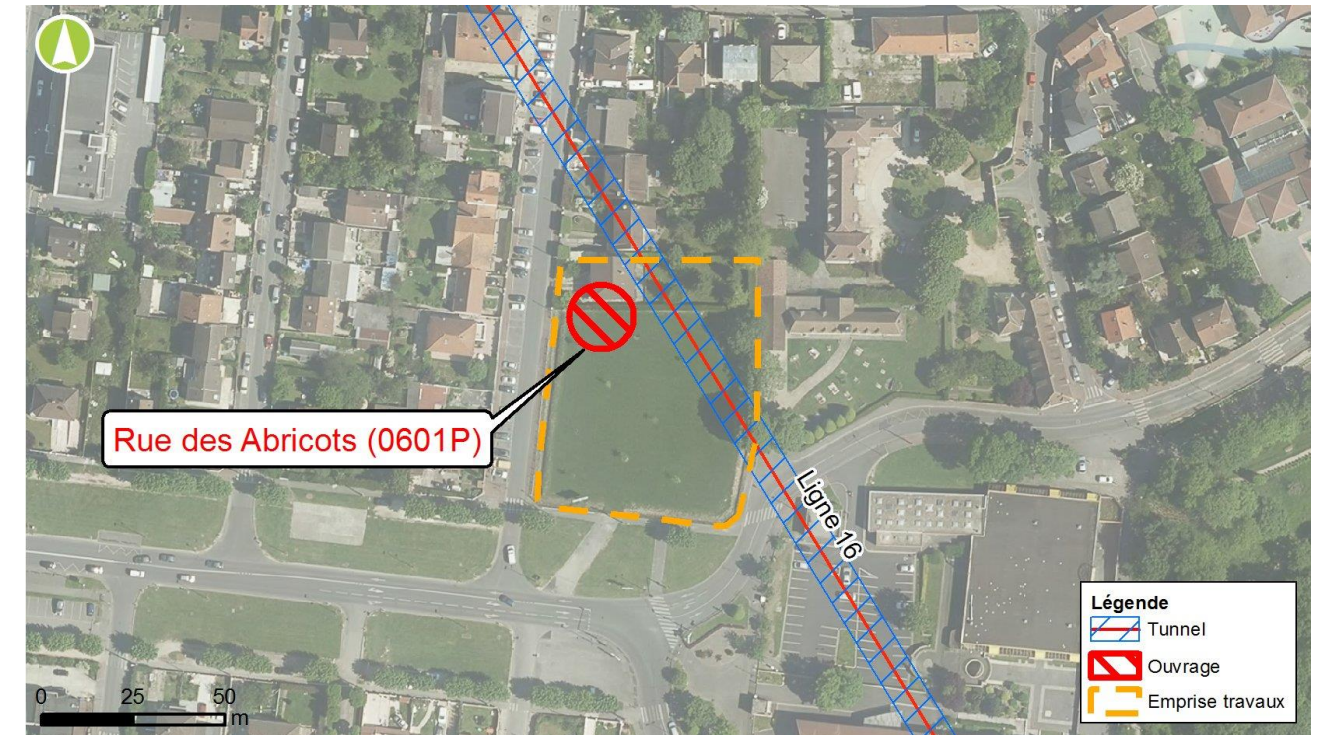 Rue des Abricots (0601P)
Ligne 16
Légende
Tunnel
Ouvrage
Emprise travaux
0 25 50
m